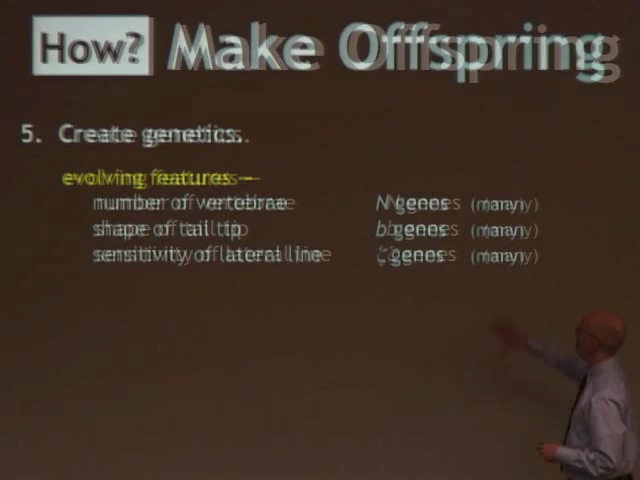 How? Make Offspring
5. Create genetics.
evolving features —
number of vertebrae N genes (many)
shape of tail tip b genes (many)
sensitivity of lateral line ζ genes (many)